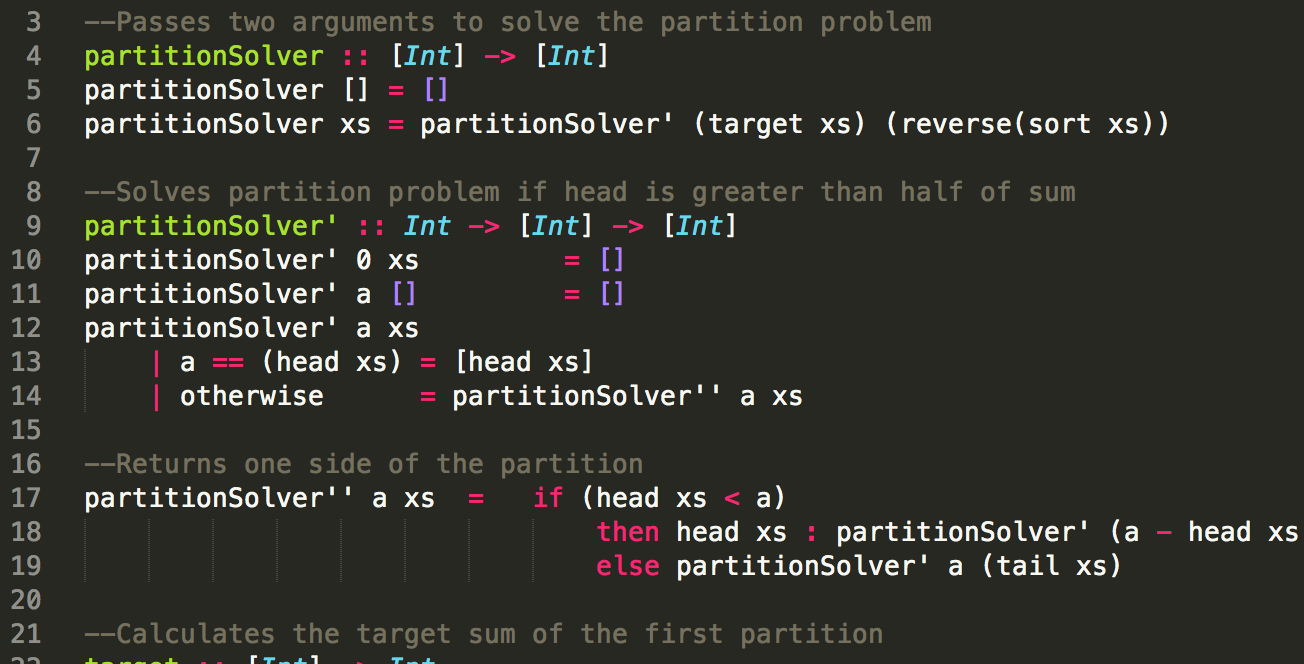 3 --Passes two arguments to solve the partition problem
4 partitionSolver :: [Int] -> [Int]
5 partitionSolver [] = []
6 partitionSolver xs = partitionSolver' (target xs) (reverse(sort xs))
7
8 --Solves partition problem if head is greater than half of sum
9 partitionSolver' :: Int -> [Int] -> [Int]
10 partitionSolver' 0 xs         = []
11 partitionSolver' a []         = []
12 partitionSolver' a xs
13     | a == (head xs) = [head xs]
14     | otherwise      = partitionSolver'' a xs
15
16 --Returns one side of the partition
17 partitionSolver'' a xs  =   if (head xs < a)
18                                 then head xs : partitionSolver' (a - head xs
19                                 else partitionSolver' a (tail xs)
20
21 --Calculates the target sum of the first partition
22 target :: [Int] -> Int